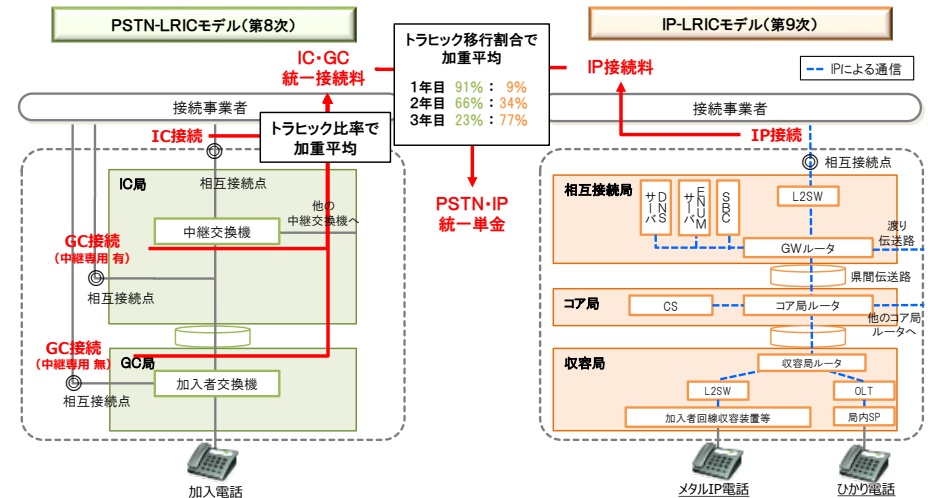 PSTN-LRICモデル(第8次)
IP-LRICモデル(第9次)
トラヒック移行割合で
加重平均
1年目 91% : 9%
2年目 66% : 34%
3年目 23% : 77%
IC・GC
統一接続料
IP接続料
IPによる通信
接続事業者
接続事業者
IC接続
トラヒック比率で
加重平均
IP接続
PSTN・IP
統一単金
相互接続点
IC局
相互接続点
中継交換機
他の
中継交換機へ
GC接続
(中継専用 有)
相互接続点
GC接続
(中継専用 無)
相互接続点
GC局
加入者交換機
加入電話
相互接続局
DNS
サーバ
ENUM
サーバ
SBC
L2SW
GWルータ
渡り
伝送路
県間伝送路
コア局
CS
コア局ルータ
他のコア局
ルータへ
収容局
収容局ルータ
L2SW
OLT
加入者回線収容装置等
局内SP
メタルIP電話
ひかり電話